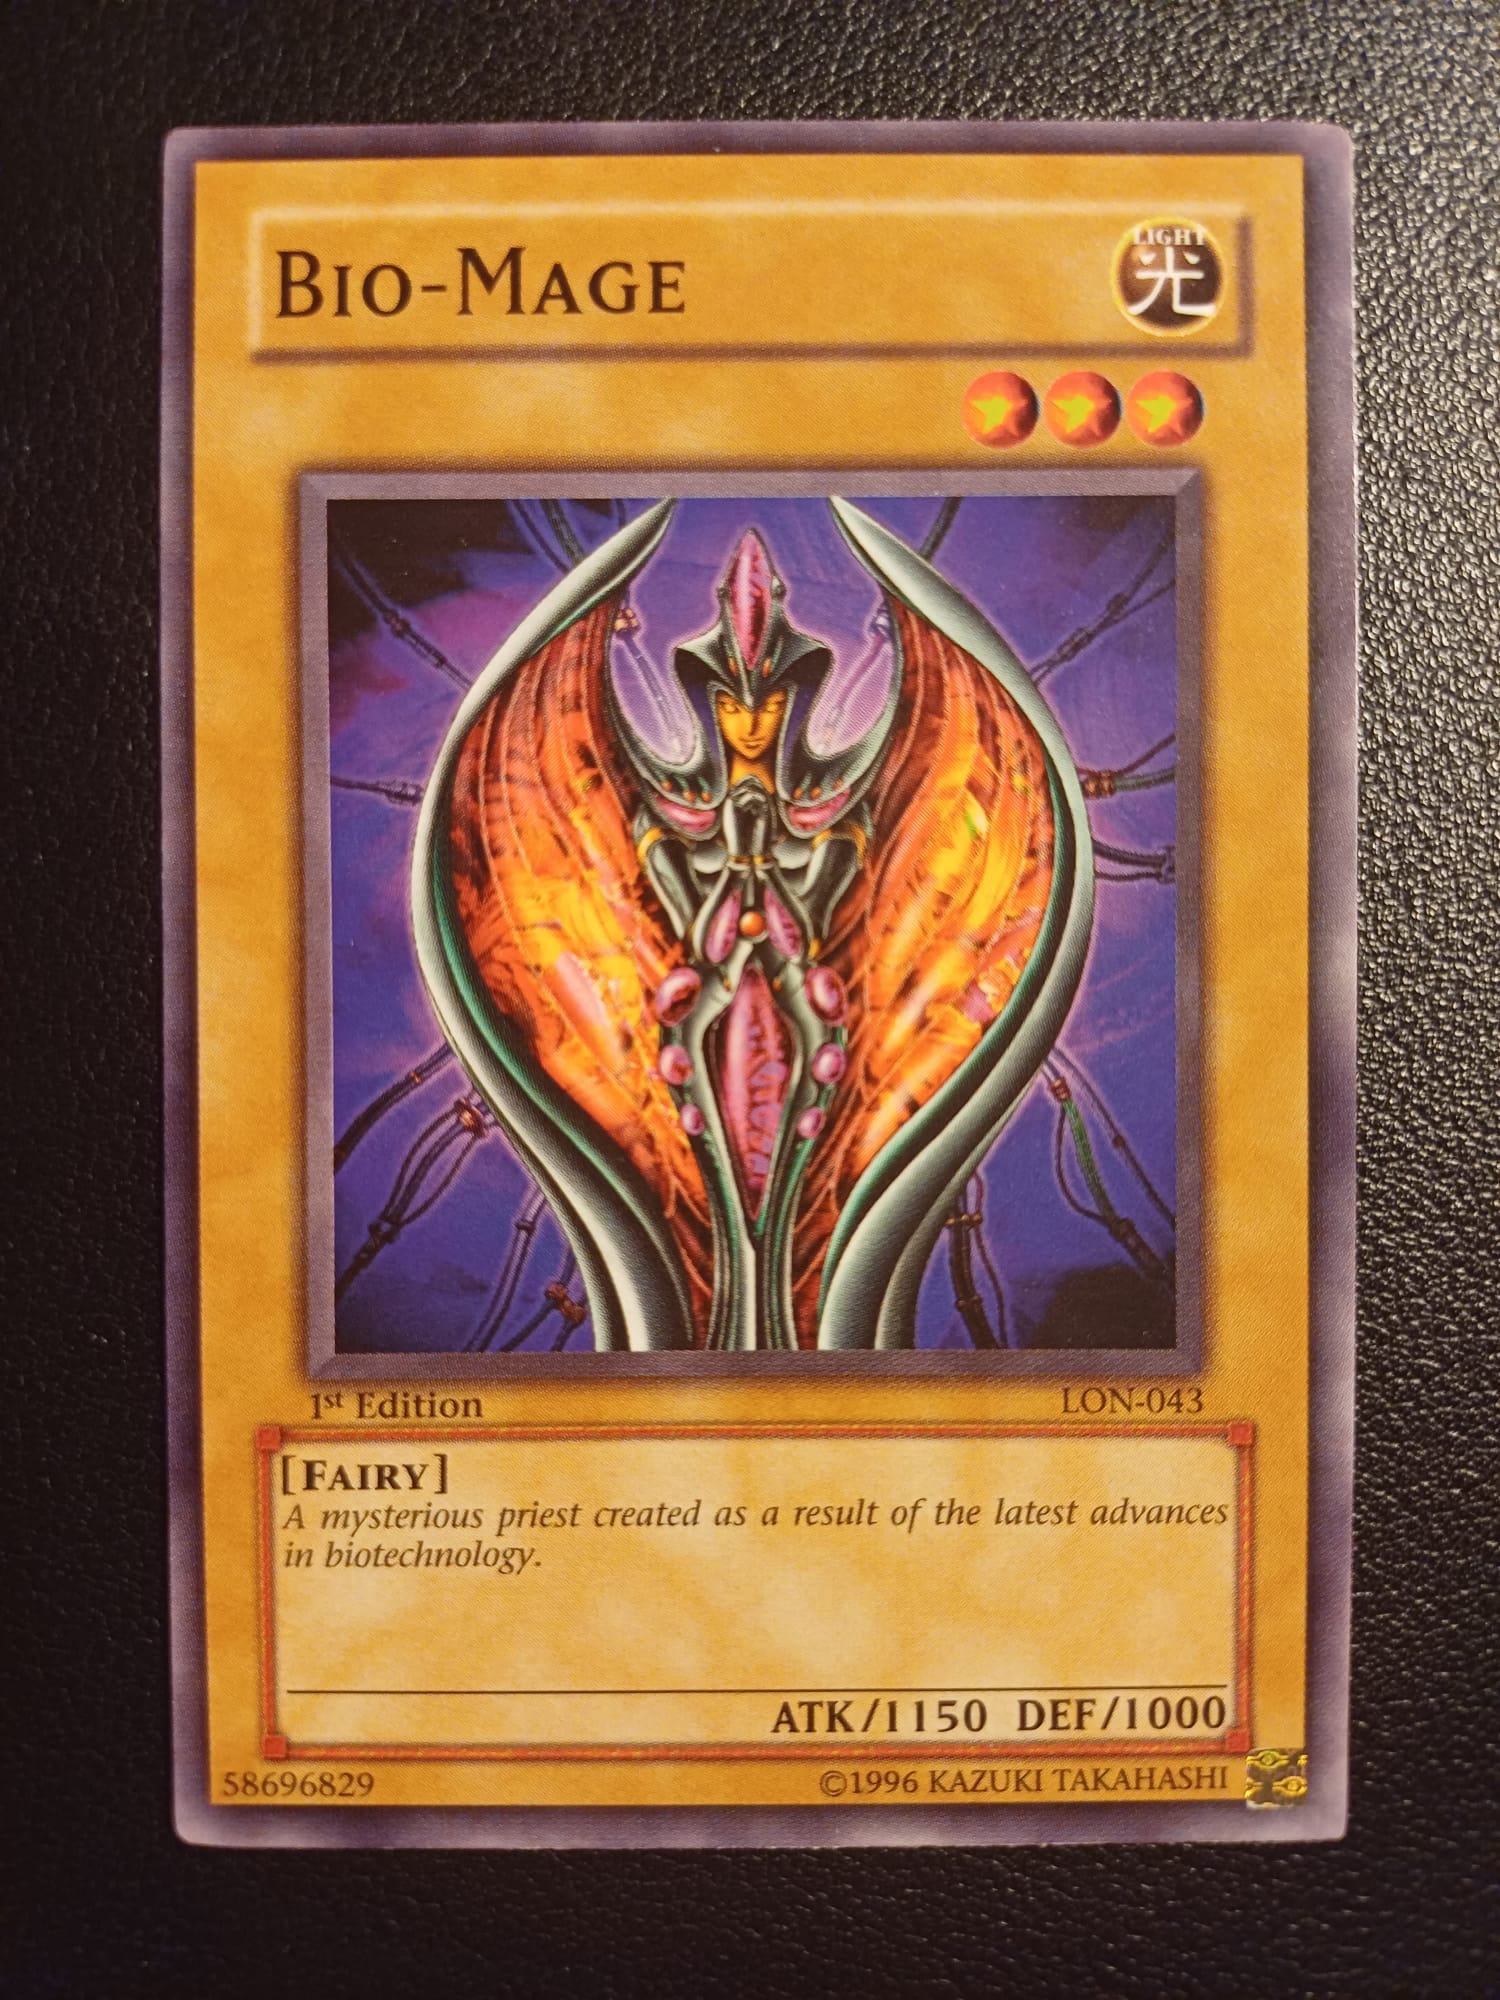 BIO-MAGE
LIGHT
光
1st Edition
LON-043
[FAIRY]
A mysterious priest created as a result of the latest advances
in biotechnology.
ATK/1150 DEF/1000
58696829
©1996 KAZUKI TAKAHASHI